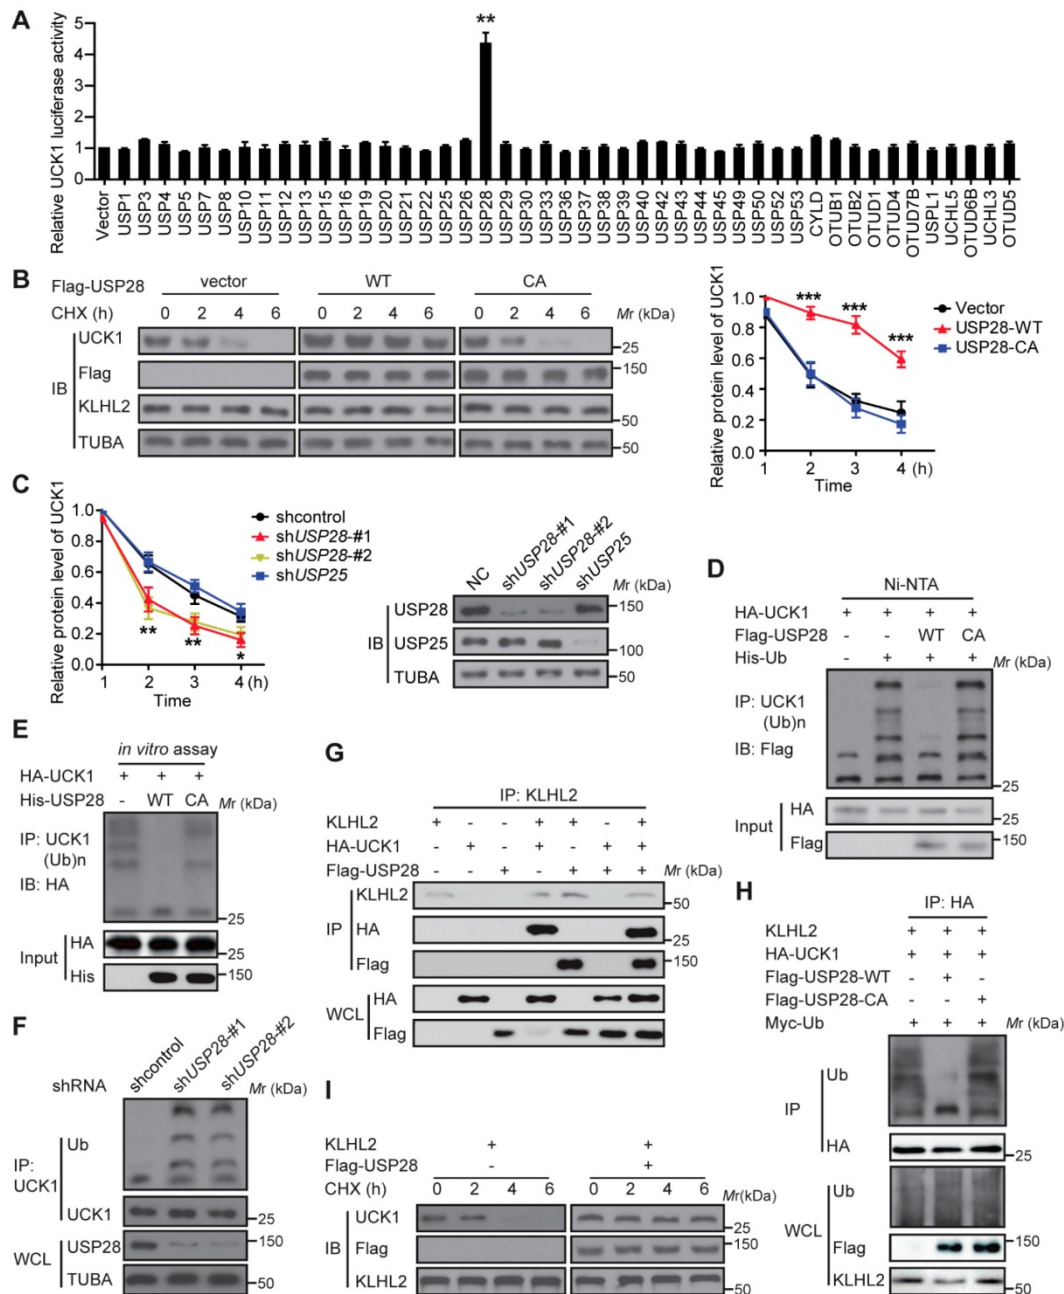 A
Relative UCK1 luciferase activity
5
4
3
2
1
0
**
Vector
USP1
USP3
USP4
USP5
USP7
USP8
USP10
USP11
USP12
USP13
USP15
USP16
USP19
USP20
USP21
USP22
USP25
USP26
USP28
USP29
USP30
USP33
USP36
USP37
USP38
USP39
USP40
USP42
USP43
USP44
USP45
USP49
USP50
USP52
USP53
CYLD
OTUB1
OTUB2
OTUD1
OTUD4
OTUD7B
USPL1
UCHL5
OTUD6B
UCHL3
OTUD5
B
Flag-USP28 vector WT CA
CHX (h) 0 2 4 6 0 2 4 6 0 2 4 6 Mr (kDa)
IB
UCK1 25
Flag 150
KLHL2 50
TUBA 50
Relative protein level of UCK1
1.0
0.8
0.6
0.4
0.2
0.0
*** *** ***
Vector
USP28-WT
USP28-CA
1 2 3 4 (h)
Time
C
Relative protein level of UCK1
1.0
0.8
0.6
0.4
0.2
0.0
** ** *
shcontrol
shUSP28-#1
shUSP28-#2
shUSP25
1 2 3 4 (h)
Time
NC shUSP28-#1 shUSP28-#2 shUSP25 Mr (kDa)
IB
USP28 150
USP25 100
TUBA 50
D
Ni-NTA
HA-UCK1 + + + +
Flag-USP28 - - WT CA
His-Ub - + + + Mr (kDa)
IP: UCK1
(Ub)n
IB: Flag
25
Input
HA 25
Flag 150
E
in vitro assay
HA-UCK1 + + +
His-USP28 - WT CA Mr (kDa)
IP: UCK1
(Ub)n
IB: HA
25
Input
HA 25
His 150
F
shRNA shcontrol shUSP28-#1 shUSP28-#2 Mr (kDa)
IP:
UCK1
Ub
UCK1 25
WCL
USP28 150
TUBA 50
G
IP: KLHL2
KLHL2 + - - + + - +
HA-UCK1 - + - + - + +
Flag-USP28 - - + - + + + Mr (kDa)
IP
KLHL2 50
HA 25
Flag 150
WCL
HA
Flag
H
IP: HA
KLHL2 + + +
HA-UCK1 + + +
Flag-USP28-WT - + -
Flag-USP28-CA - - +
Myc-Ub + + + Mr (kDa)
IP
Ub
HA 25
WCL
Ub
Flag 150
KLHL2 50
I
KLHL2 + +
Flag-USP28 - +
CHX (h) 0 2 4 6 0 2 4 6 Mr(kDa)
IB
UCK1 25
Flag 150
KLHL2 50